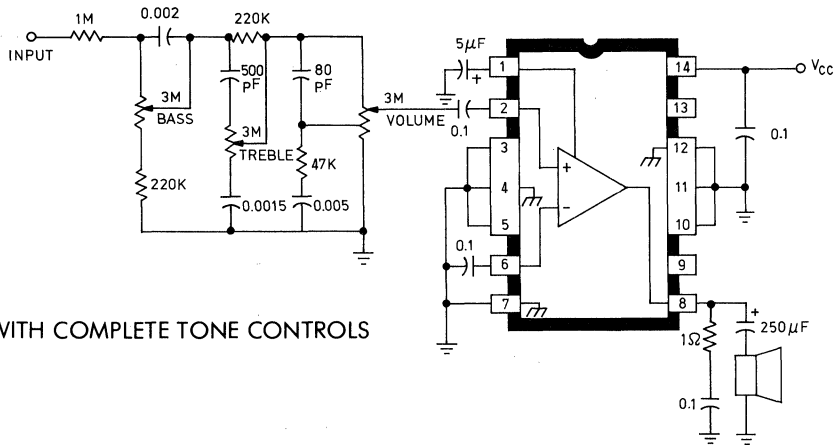 0.002
1M
220K
INPUT
500
pF
80
pF
3M
BASS
3M
TREBLE
3M
VOLUME
47K
220K
0.0015
0.005
5µF
+
0.1
0.1
1
2
3
4
5
6
7
+
−
14
13
12
11
10
9
8
VCC
0.1
+
250µF
1Ω
0.1
WITH COMPLETE TONE CONTROLS